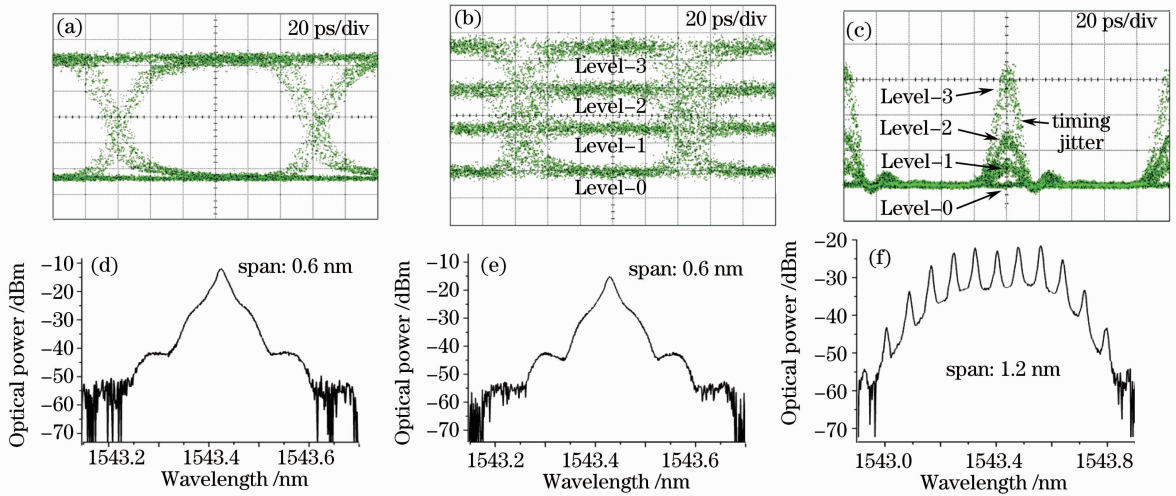 (a)
20 ps/div
(b)
20 ps/div
Level-3
Level-2
Level-1
Level-0
(c)
20 ps/div
Level-3
Level-2
timing
jitter
Level-1
Level-0
Optical power /dBm
-10
-20
-30
-40
-50
-60
-70
(d)
span: 0.6 nm
1543.2
1543.4
1543.6
Wavelength /nm
Optical power /dBm
-10
-20
-30
-40
-50
-60
-70
(e)
span: 0.6 nm
1543.2
1543.4
1543.6
Wavelength /nm
Optical power /dBm
-20
-30
-40
-50
-60
-70
(f)
span: 1.2 nm
1543.0
1543.4
1543.8
Wavelength /nm